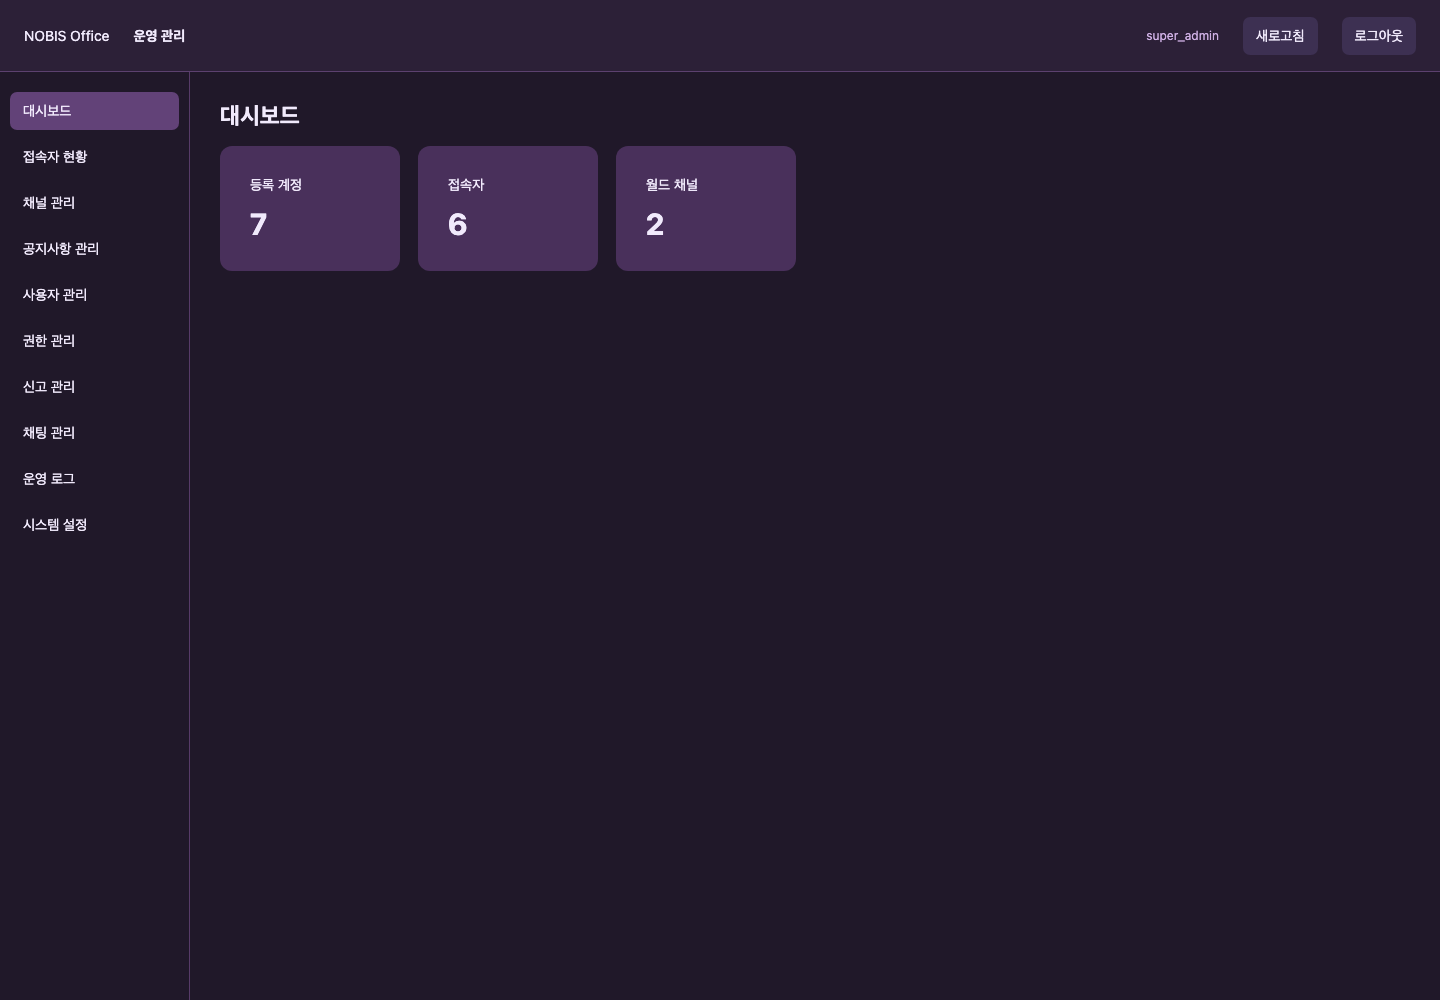 NOBIS Office 운영 관리 super_admin 새로고침 로그아웃
대시보드
접속자 현황
채널 관리
공지사항 관리
사용자 관리
권한 관리
신고 관리
채팅 관리
운영 로그
시스템 설정
대시보드
등록 계정
7
접속자
6
월드 채널
2